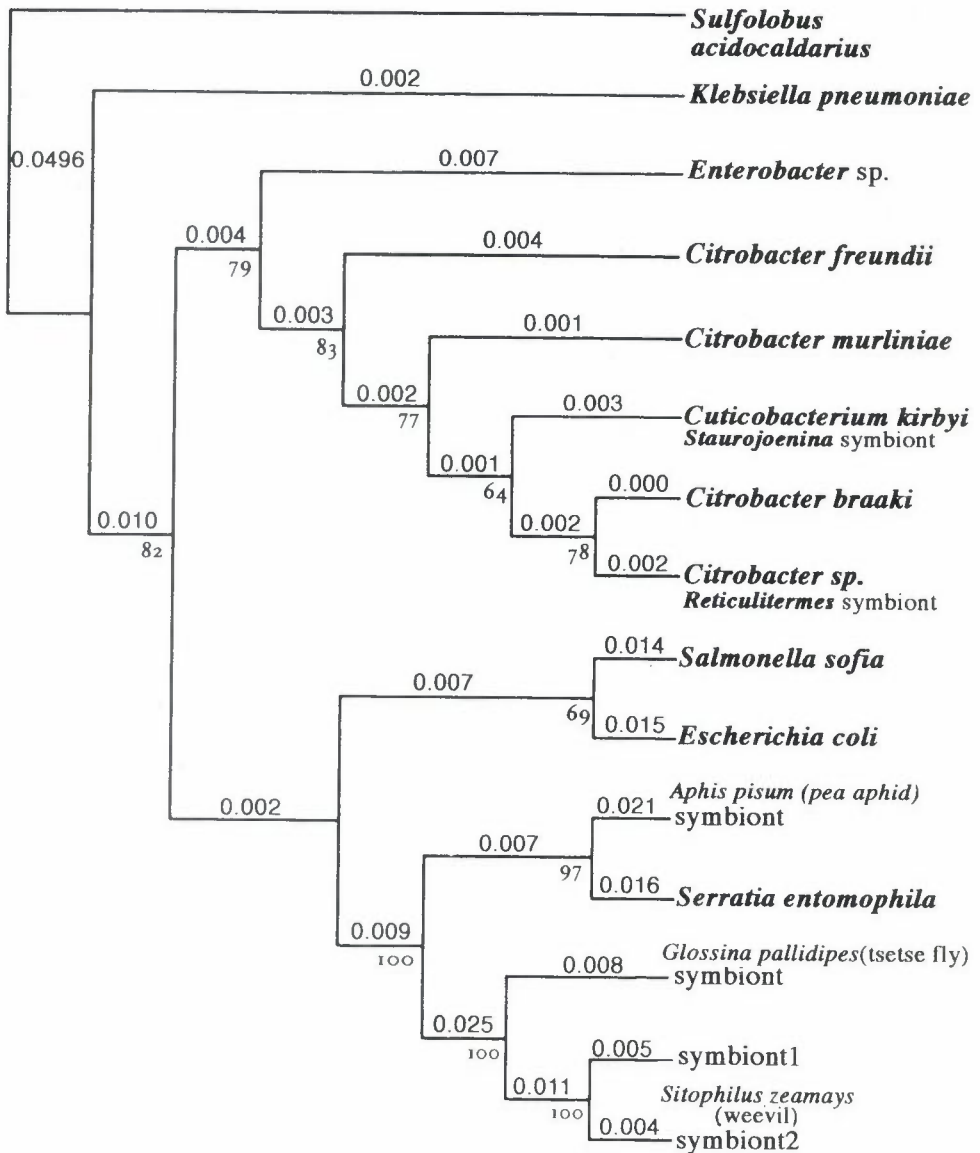 Sulfolobus
acidocaldarius
0.002
Klebsiella pneumoniae
0.0496
0.007
Enterobacter sp.
0.004
79
0.004
Citrobacter freundii
0.003
83
0.001
Citrobacter murliniae
0.002
77
0.003
Cuticobacterium kirbyi
Staurojoenina symbiont
0.001
64
0.000
Citrobacter braaki
0.010
82
0.002
78
0.002
Citrobacter sp.
Reticulitermes symbiont
0.014
Salmonella sofia
0.007
69
0.015
Escherichia coli
0.002
Aphis pisum (pea aphid)
0.021
symbiont
0.007
97
0.016
Serratia entomophila
0.009
100
Glossina pallidipes(tsetse fly)
0.008
symbiont
0.025
100
0.005
symbiont1
0.011
100
Sitophilus zeamays
(weevil)
0.004
symbiont2